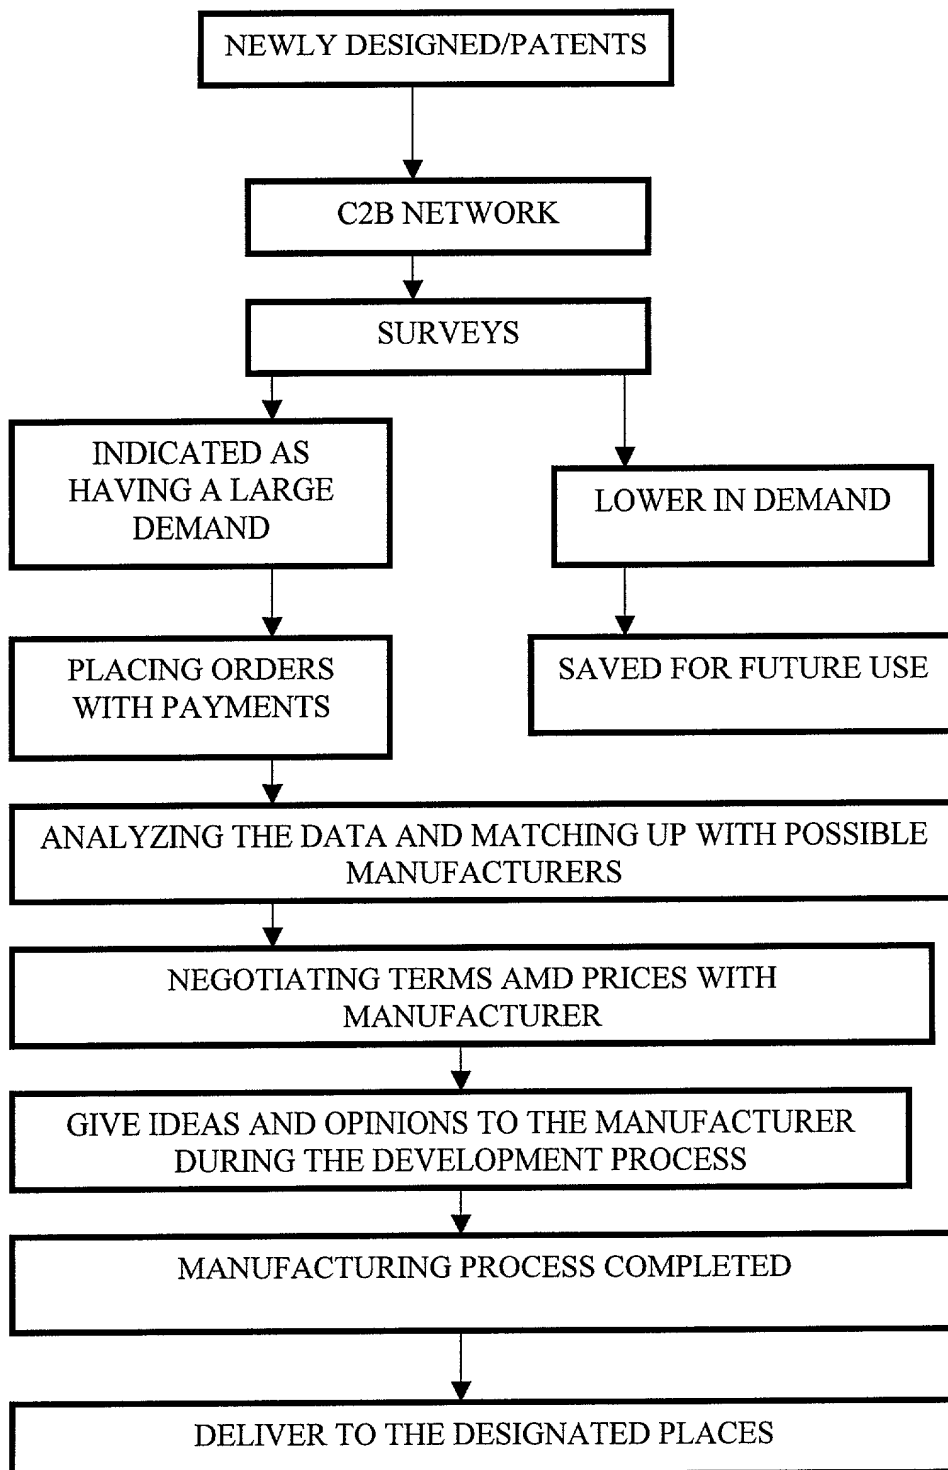 NEWLY DESIGNED/PATENTS
C2B NETWORK
SURVEYS
INDICATED AS
HAVING A LARGE
DEMAND
LOWER IN DEMAND
PLACING ORDERS
WITH PAYMENTS
SAVED FOR FUTURE USE
ANALYZING THE DATA AND MATCHING UP WITH POSSIBLE
MANUFACTURERS
NEGOTIATING TERMS AMD PRICES WITH
MANUFACTURER
GIVE IDEAS AND OPINIONS TO THE MANUFACTURER
DURING THE DEVELOPMENT PROCESS
MANUFACTURING PROCESS COMPLETED
DELIVER TO THE DESIGNATED PLACES